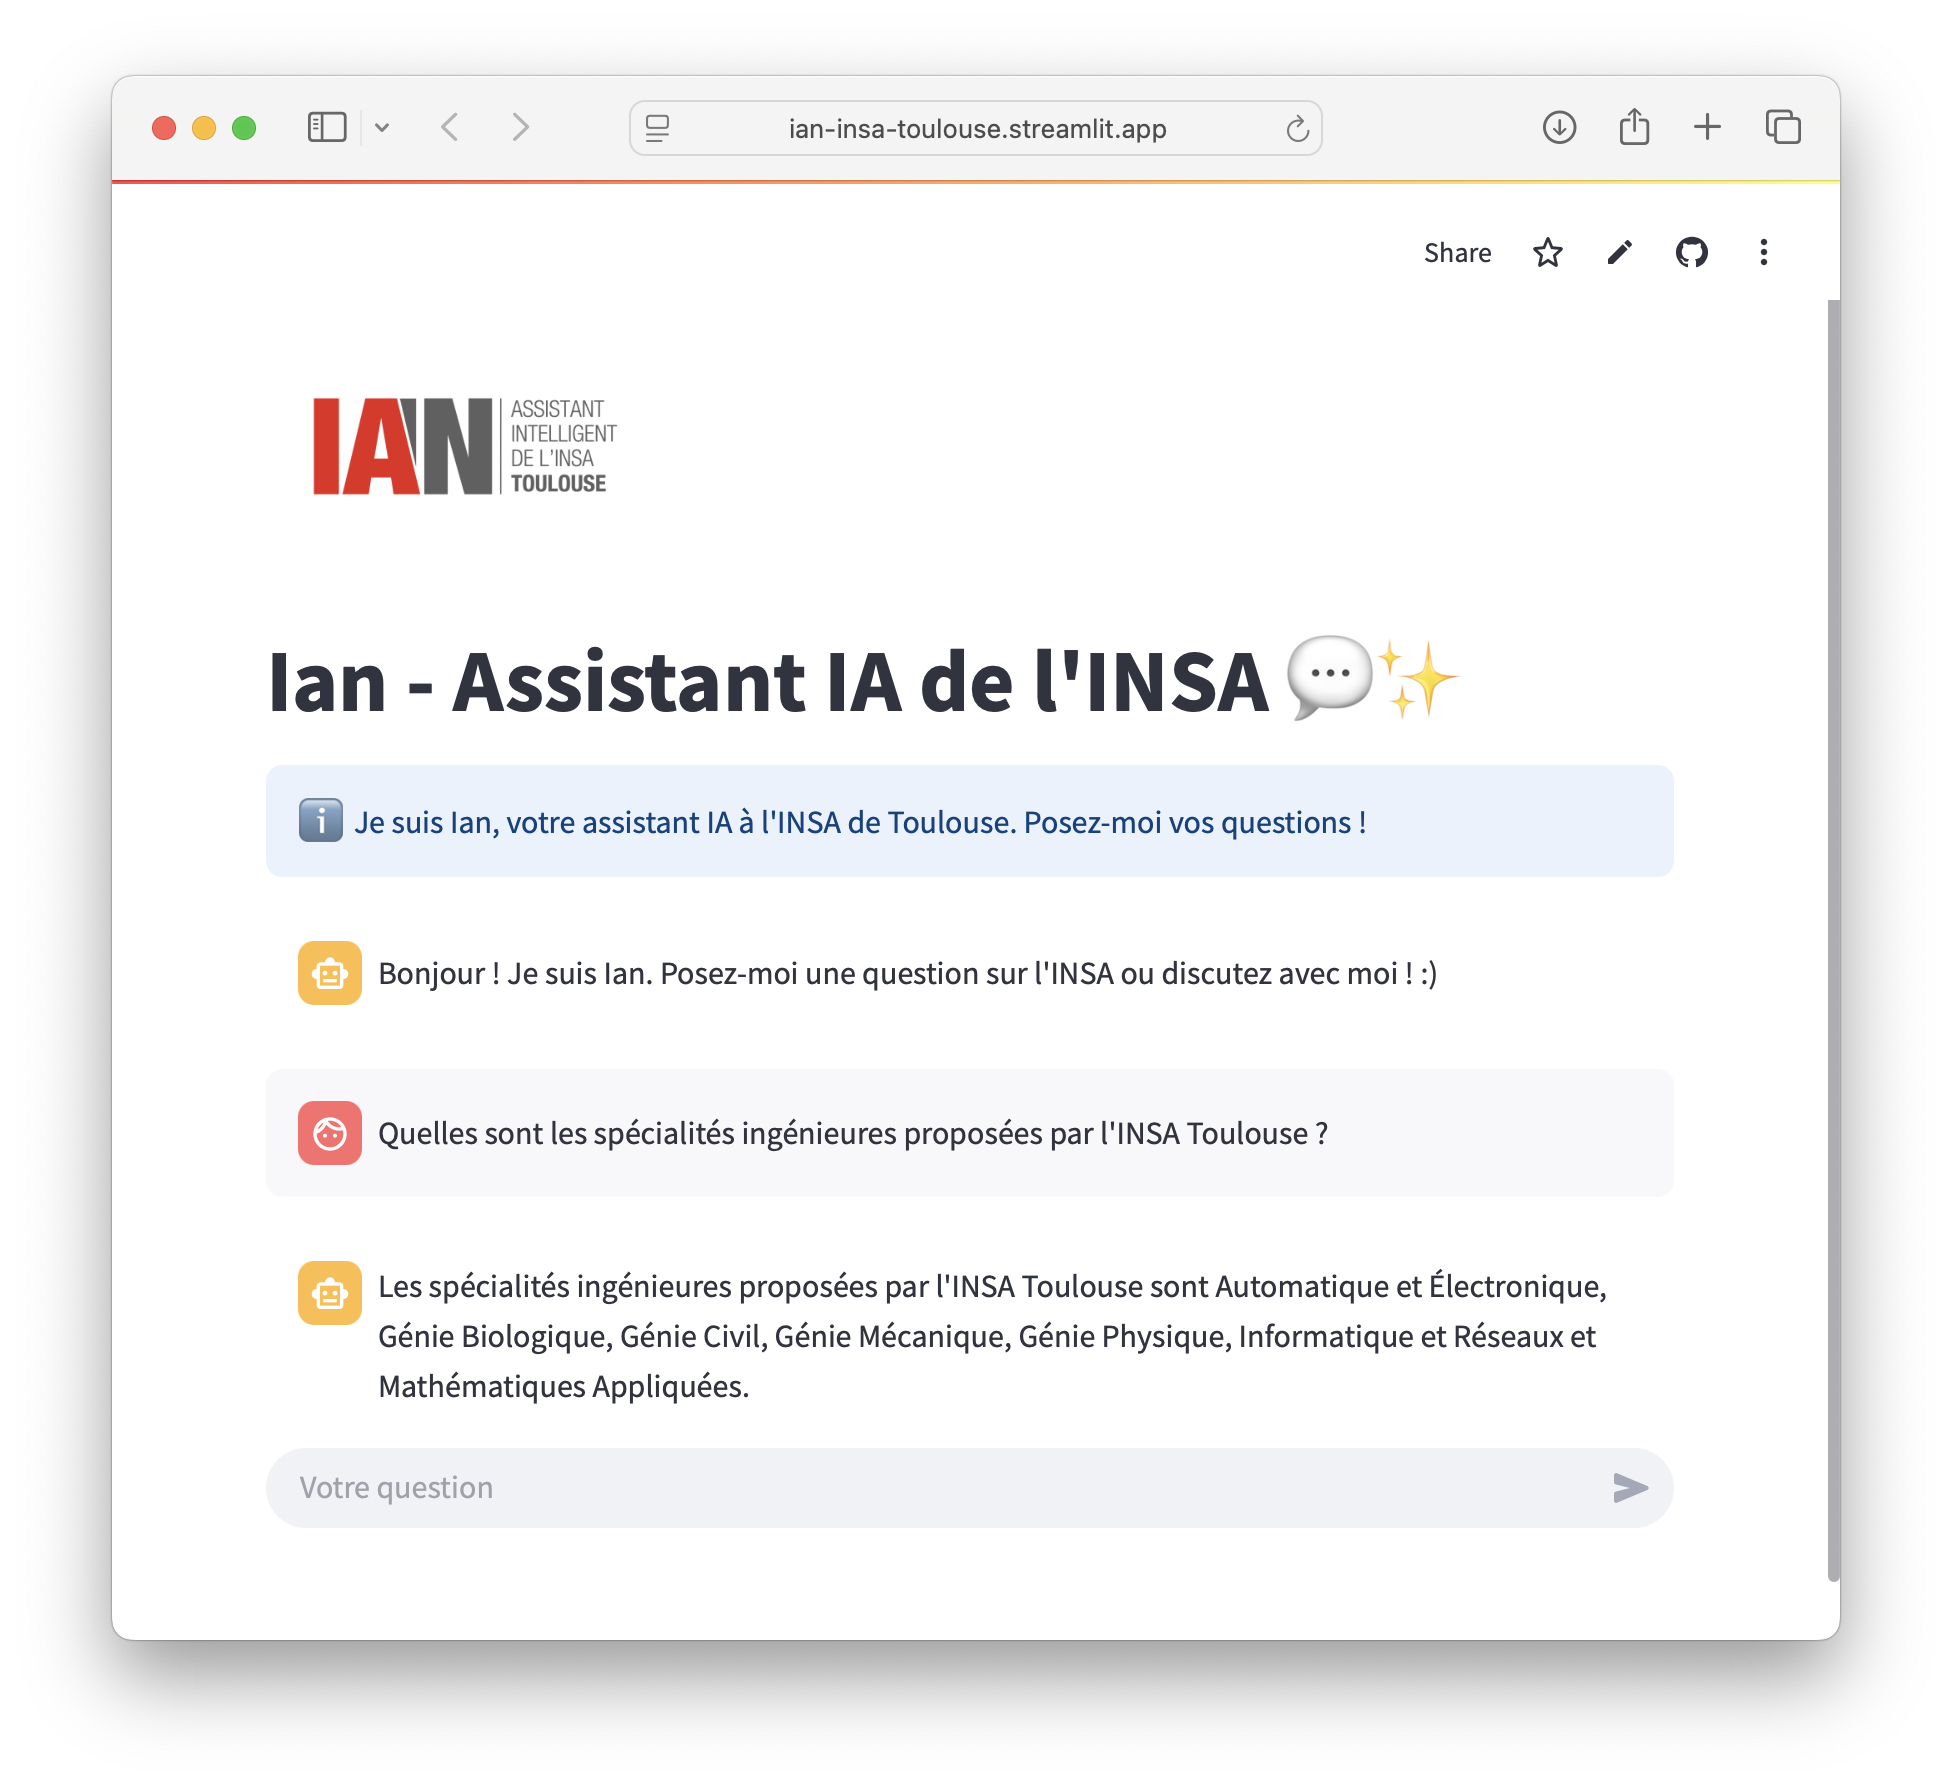 ian-insa-toulouse.streamlit.app
Share
IAN
ASSISTANT
INTELLIGENT
DE L'INSA
TOULOUSE
Ian - Assistant IA de l'INSA 💬✨
ℹ️ Je suis Ian, votre assistant IA à l'INSA de Toulouse. Posez-moi vos questions !
Bonjour ! Je suis Ian. Posez-moi une question sur l'INSA ou discutez avec moi ! :)
Quelles sont les spécialités ingénieures proposées par l'INSA Toulouse ?
Les spécialités ingénieures proposées par l'INSA Toulouse sont Automatique et Électronique,
Génie Biologique, Génie Civil, Génie Mécanique, Génie Physique, Informatique et Réseaux et
Mathématiques Appliquées.
Votre question